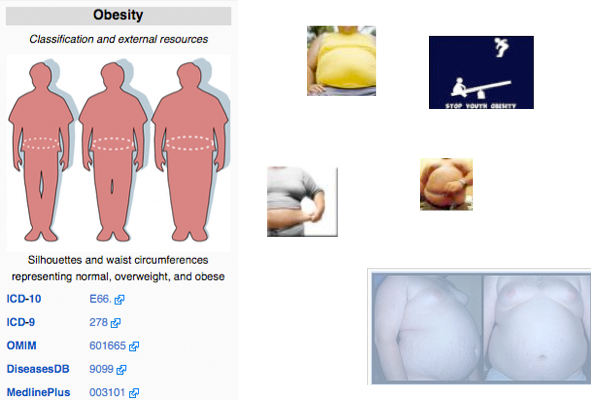 Obesity
Classification and external resources
Silhouettes and waist circumferences
representing normal, overweight, and obese
ICD-10 E66.
ICD-9 278
OMIM 601665
DiseasesDB 9099
MedlinePlus 003101
STOP YOUTH OBESITY